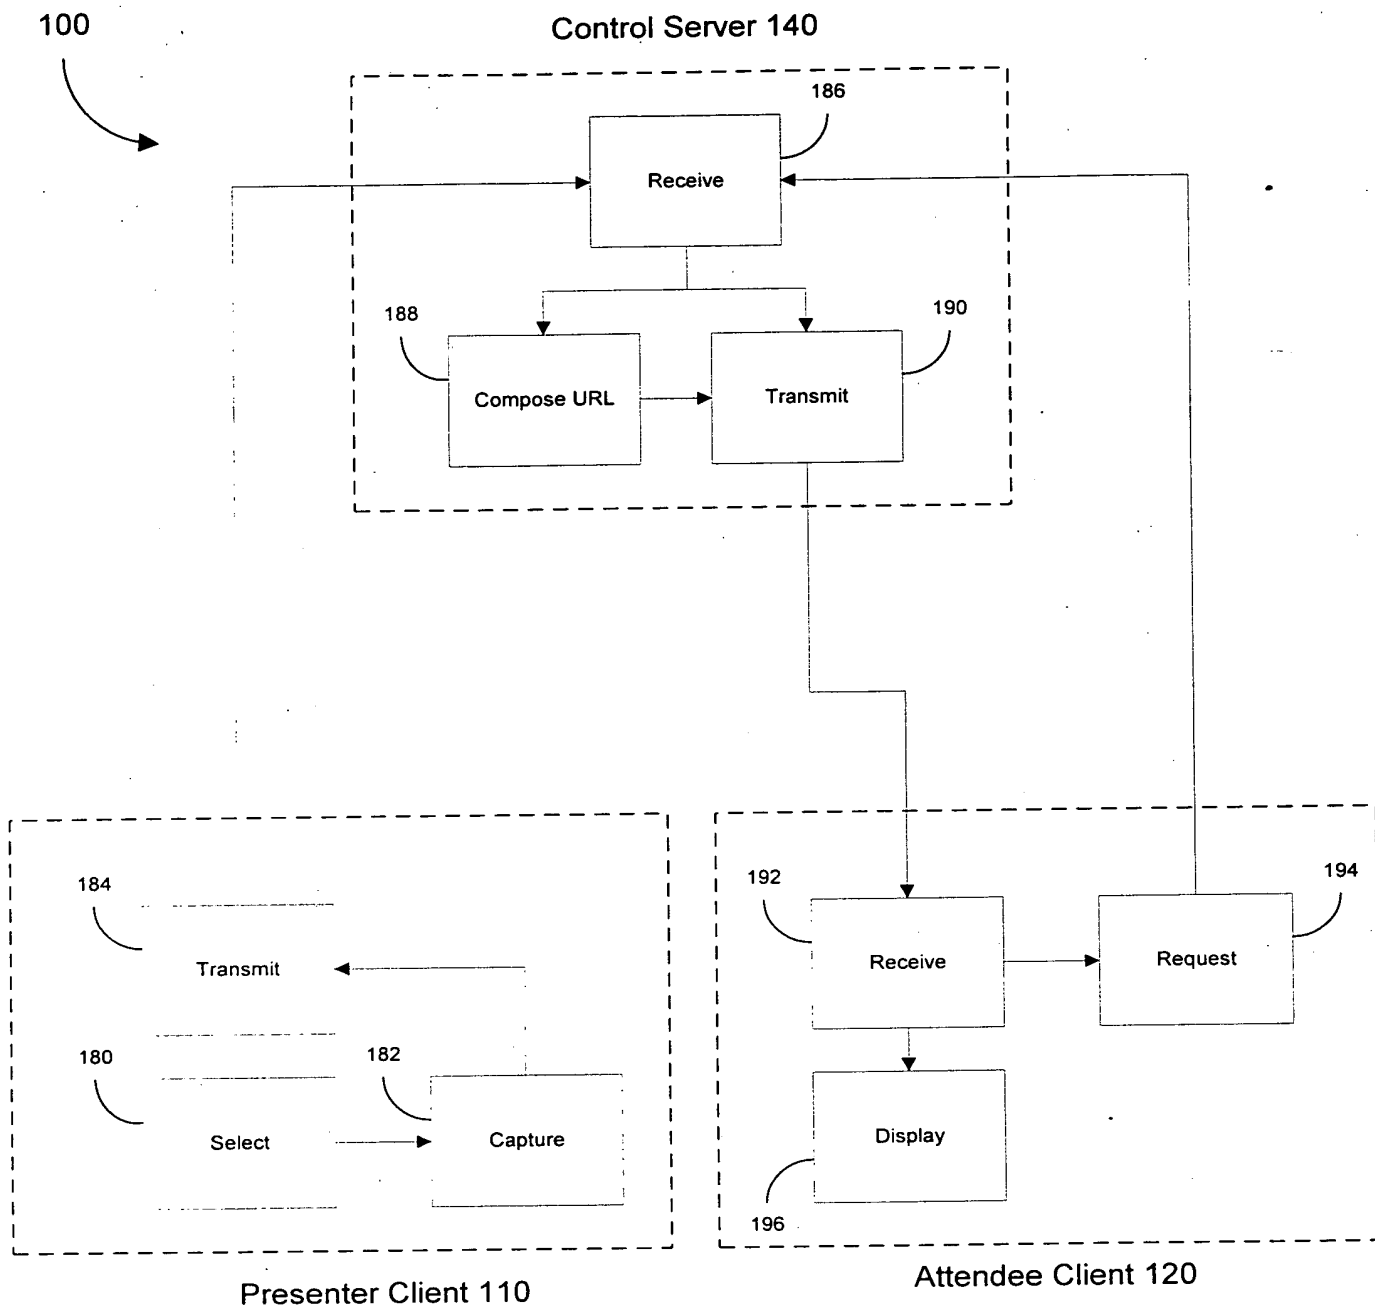 100
Control Server 140
186
Receive
188
190
Compose URL
Transmit
184
Transmit
192
194
Receive
Request
180
182
Select
Capture
Display
196
Presenter Client 110
Attendee Client 120